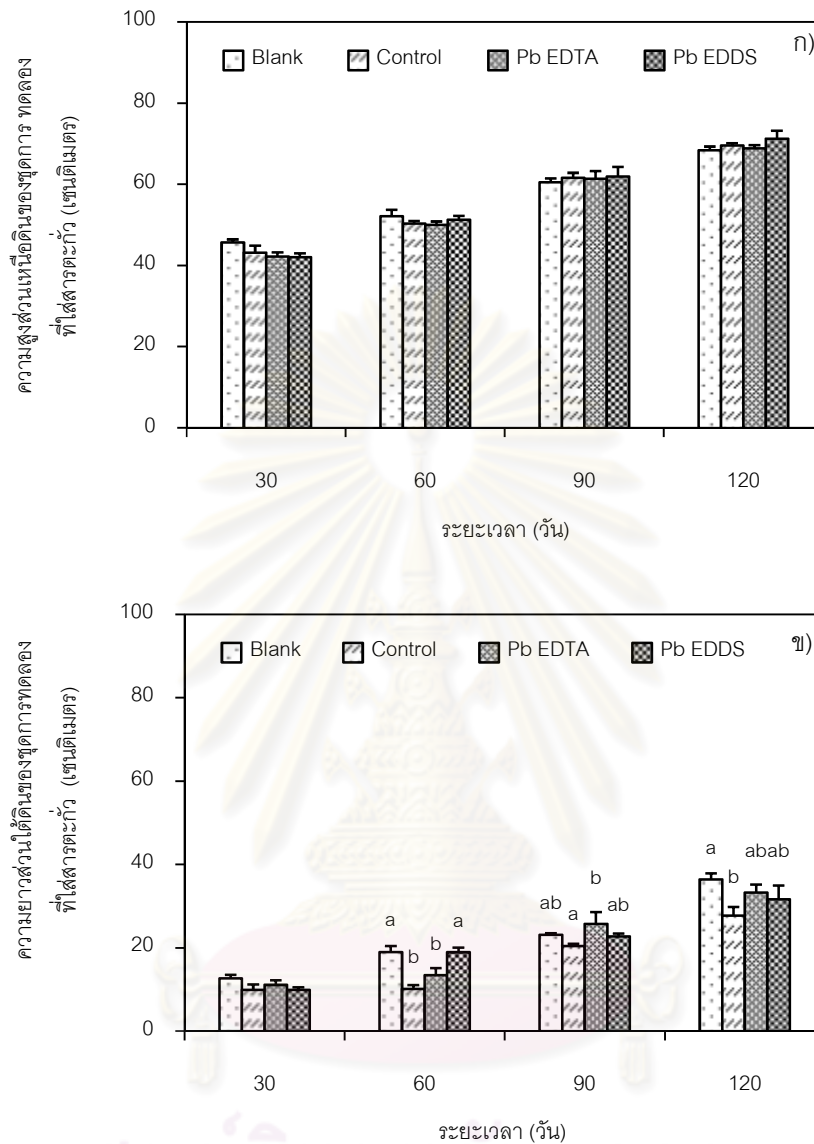 ความสูงส่วนเหนือดินของชุดการ ทดลอง
ที่ใส่สารตะกั่ว (เซนติเมตร)
100
80
60
40
20
0
Blank Control Pb EDTA Pb EDDS
ก)
30 60 90 120
ระยะเวลา (วัน)
ความยาวส่วนใต้ดินของชุดการทดลอง
ที่ใส่สารตะกั่ว (เซนติเมตร)
100
80
60
40
20
0
Blank Control Pb EDTA Pb EDDS
ข)
a b b a
ab a b ab
a b ab ab
30 60 90 120
ระยะเวลา (วัน)